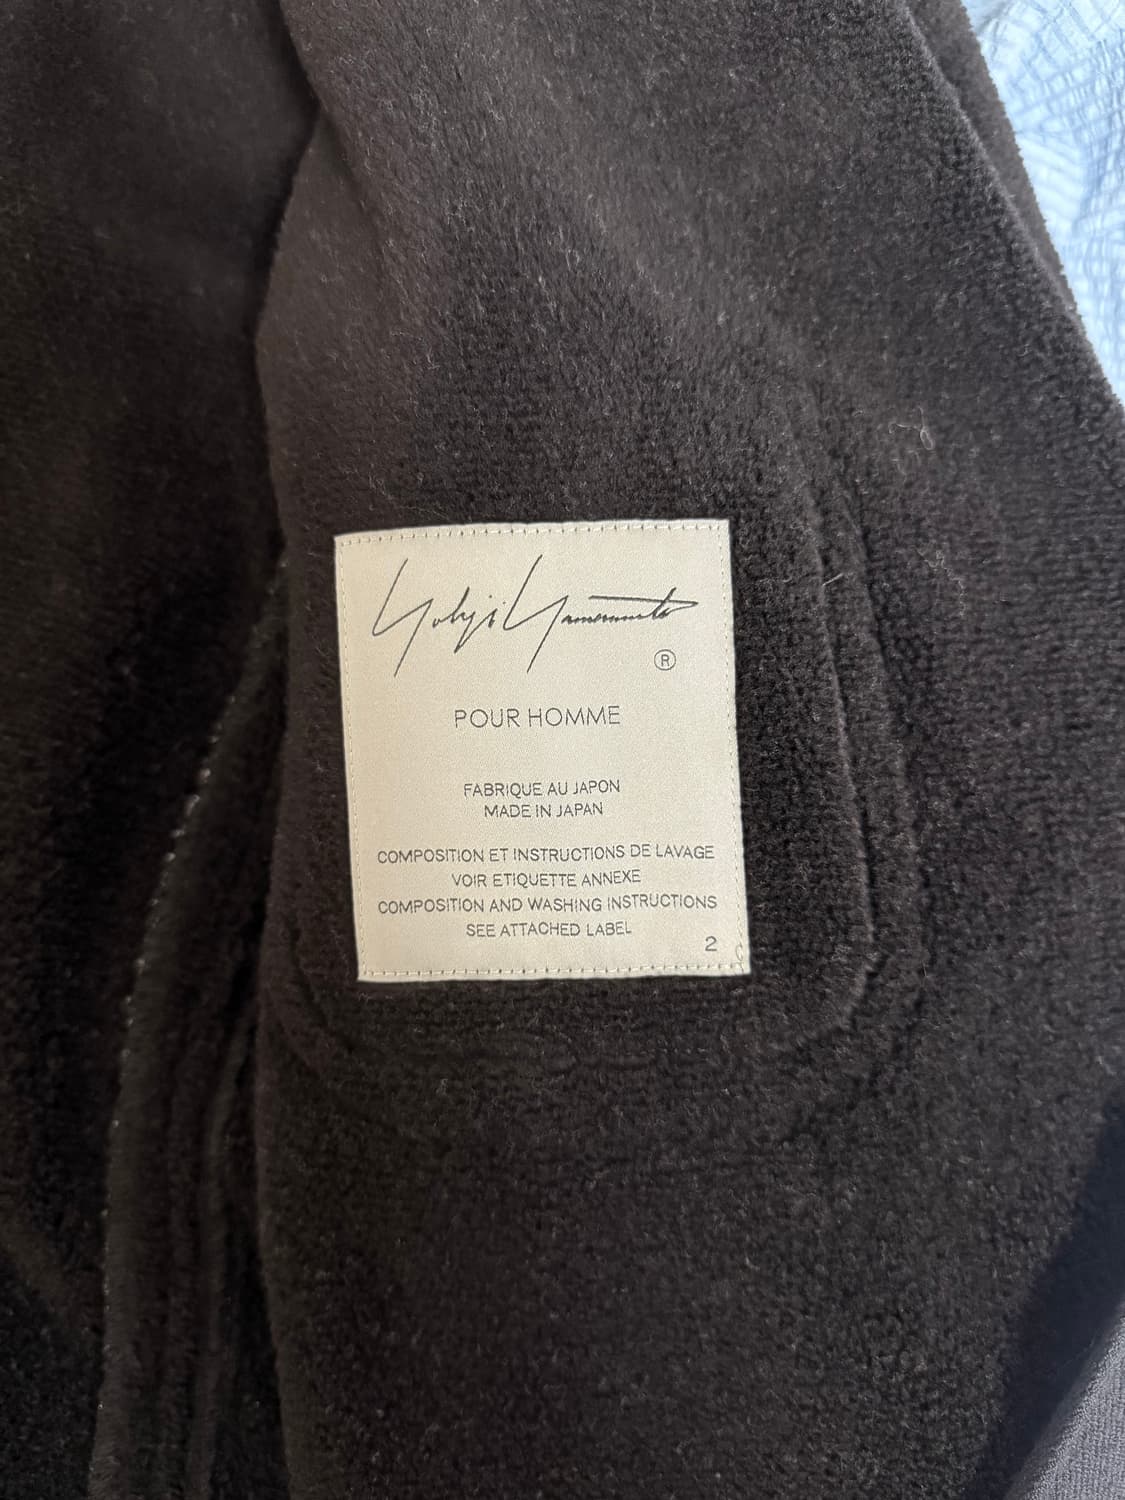 Yohji Yamamoto
®
POUR HOMME
FABRIQUE AU JAPON
MADE IN JAPAN
COMPOSITION ET INSTRUCTIONS DE LAVAGE
VOIR ETIQUETTE ANNEXE
COMPOSITION AND WASHING INSTRUCTIONS
SEE ATTACHED LABEL
2